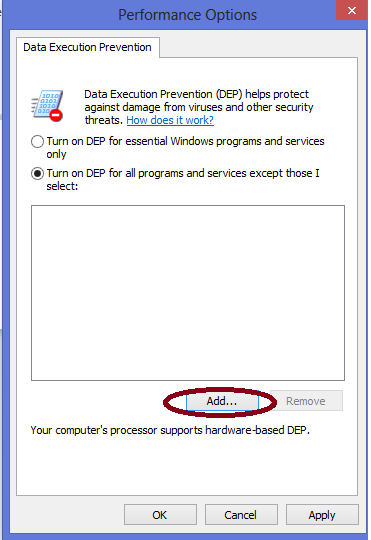 Performance Options
Data Execution Prevention
Data Execution Prevention (DEP) helps protect
against damage from viruses and other security
threats. How does it work?
Turn on DEP for essential Windows programs and services
only
Turn on DEP for all programs and services except those I
select:
Add... Remove
Your computer's processor supports hardware-based DEP.
OK Cancel Apply